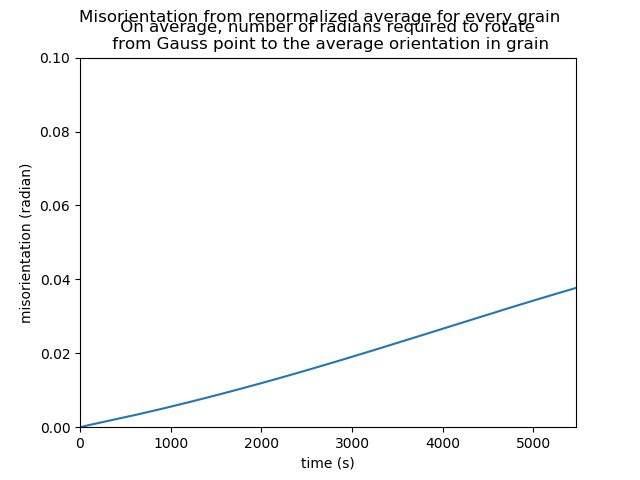 Misorientation from renormalized average for every grain
On average, number of radians required to rotate
from Gauss point to the average orientation in grain
0.10
0.08
0.06
0.04
0.02
0.00
misorientation (radian)
0 1000 2000 3000 4000 5000
time (s)